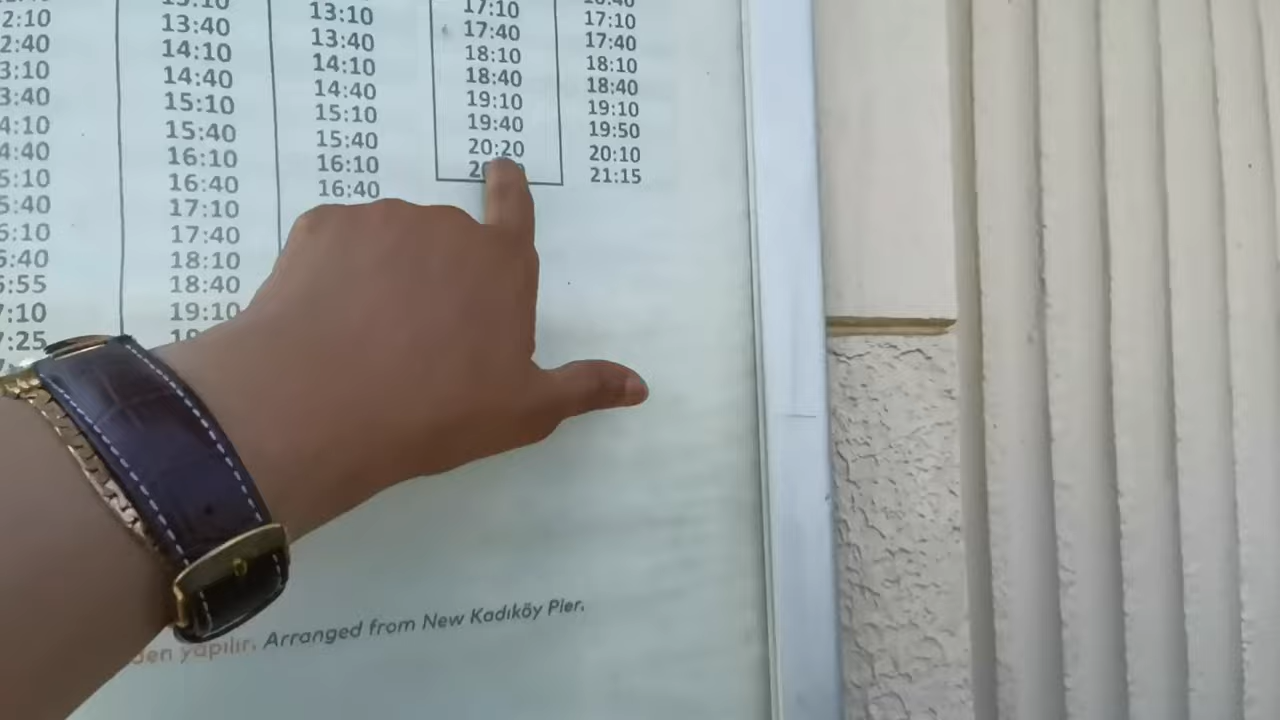 13:10 17:10
2:10 13:40 13:40 17:40 17:10
2:40 14:10 14:10 18:10 17:40
3:10 14:40 14:40 18:40 18:10
3:40 15:10 15:10 19:10 18:40
4:10 15:40 15:40 19:40 19:10
4:40 16:10 16:10 20:20 19:50
5:10 16:40 16:40 20:10
5:40 17:10 21:15
6:10 17:40
6:40 18:10
6:55 18:40
7:10 19:10
7:25
den yapılır. Arranged from New Kadıköy Pier.